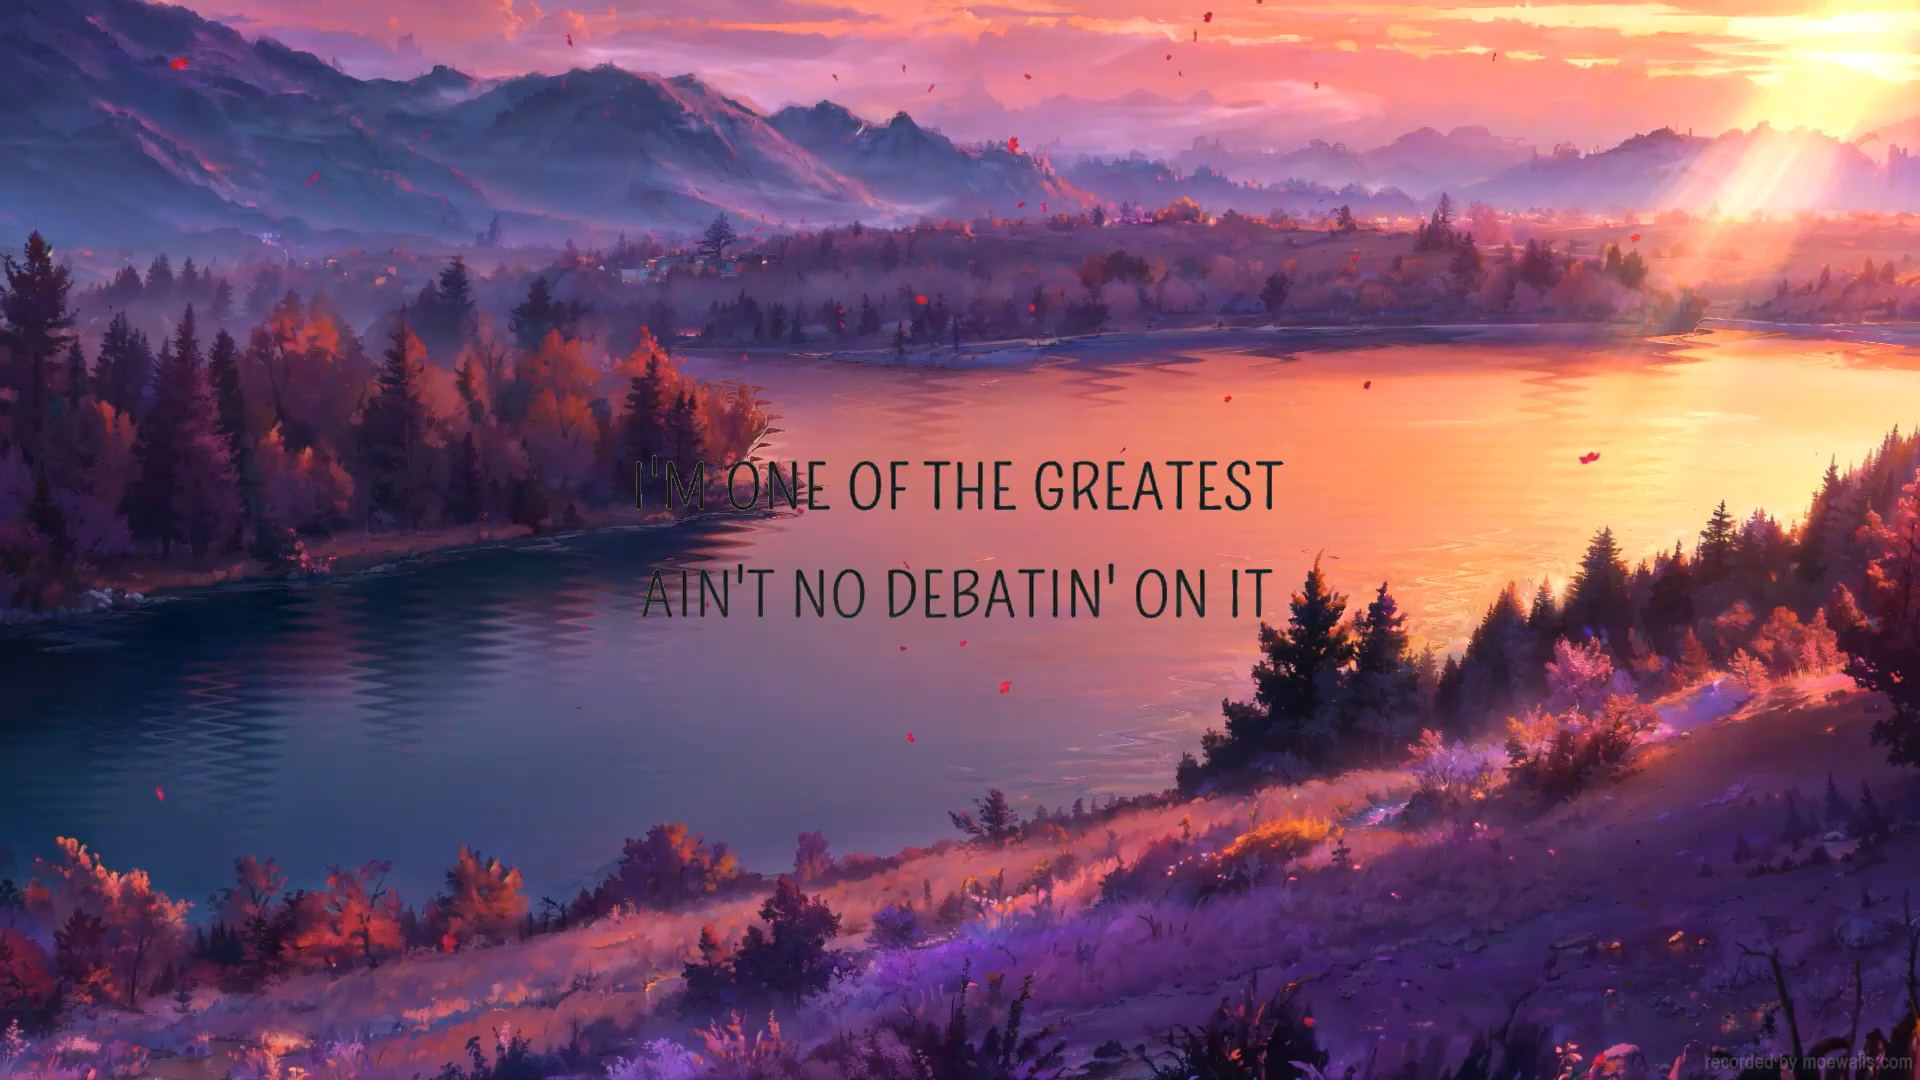 I'M ONE OF THE GREATEST
AIN'T NO DEBATIN' ON IT
recorded by moewalls.com